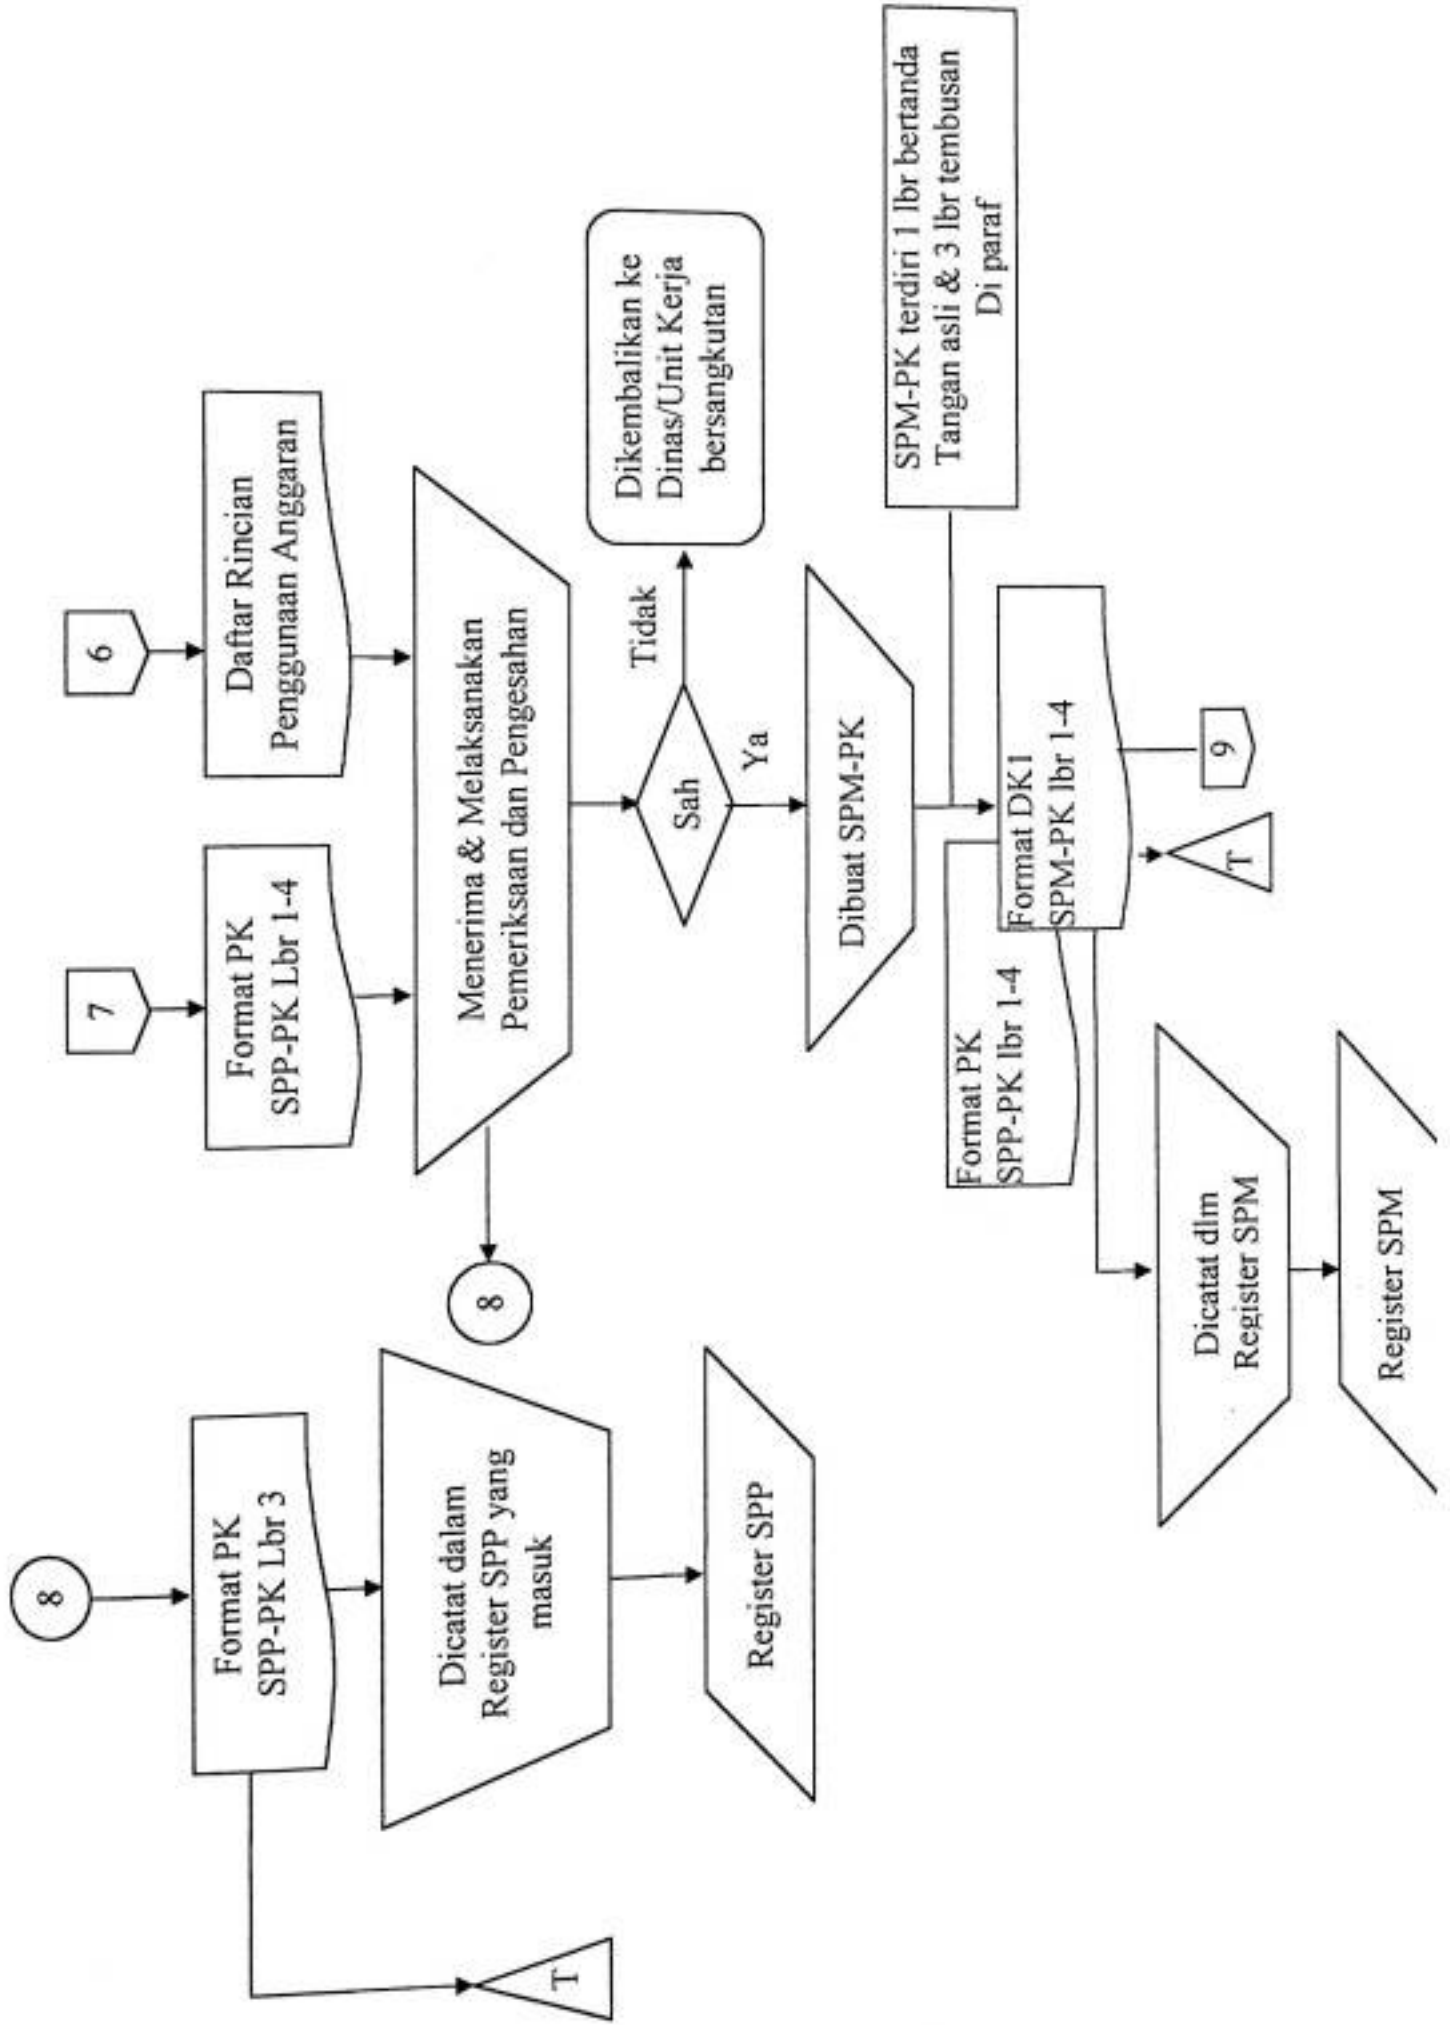 8
Format PK
SPP-PK Lbr 3
Dicatat dalam
Register SPP yang
masuk
Register SPP
T
7
Format PK
SPP-PK Lbr 1-4
6
Daftar Rincian
Penggunaan Anggaran
Menerima & Melaksanakan
Pemeriksaan dan Pengesahan
8
Sah
Tidak
Dikembalikan ke
Dinas/Unit Kerja
bersangkutan
Ya
Dibuat SPM-PK
SPM-PK terdiri 1 lbr bertanda
Tangan asli & 3 lbr tembusan
Di paraf
Format PK
SPP-PK lbr 1-4
Format DK1
SPM-PK lbr 1-4
T
9
Dicatat dlm
Register SPM
Register SPM